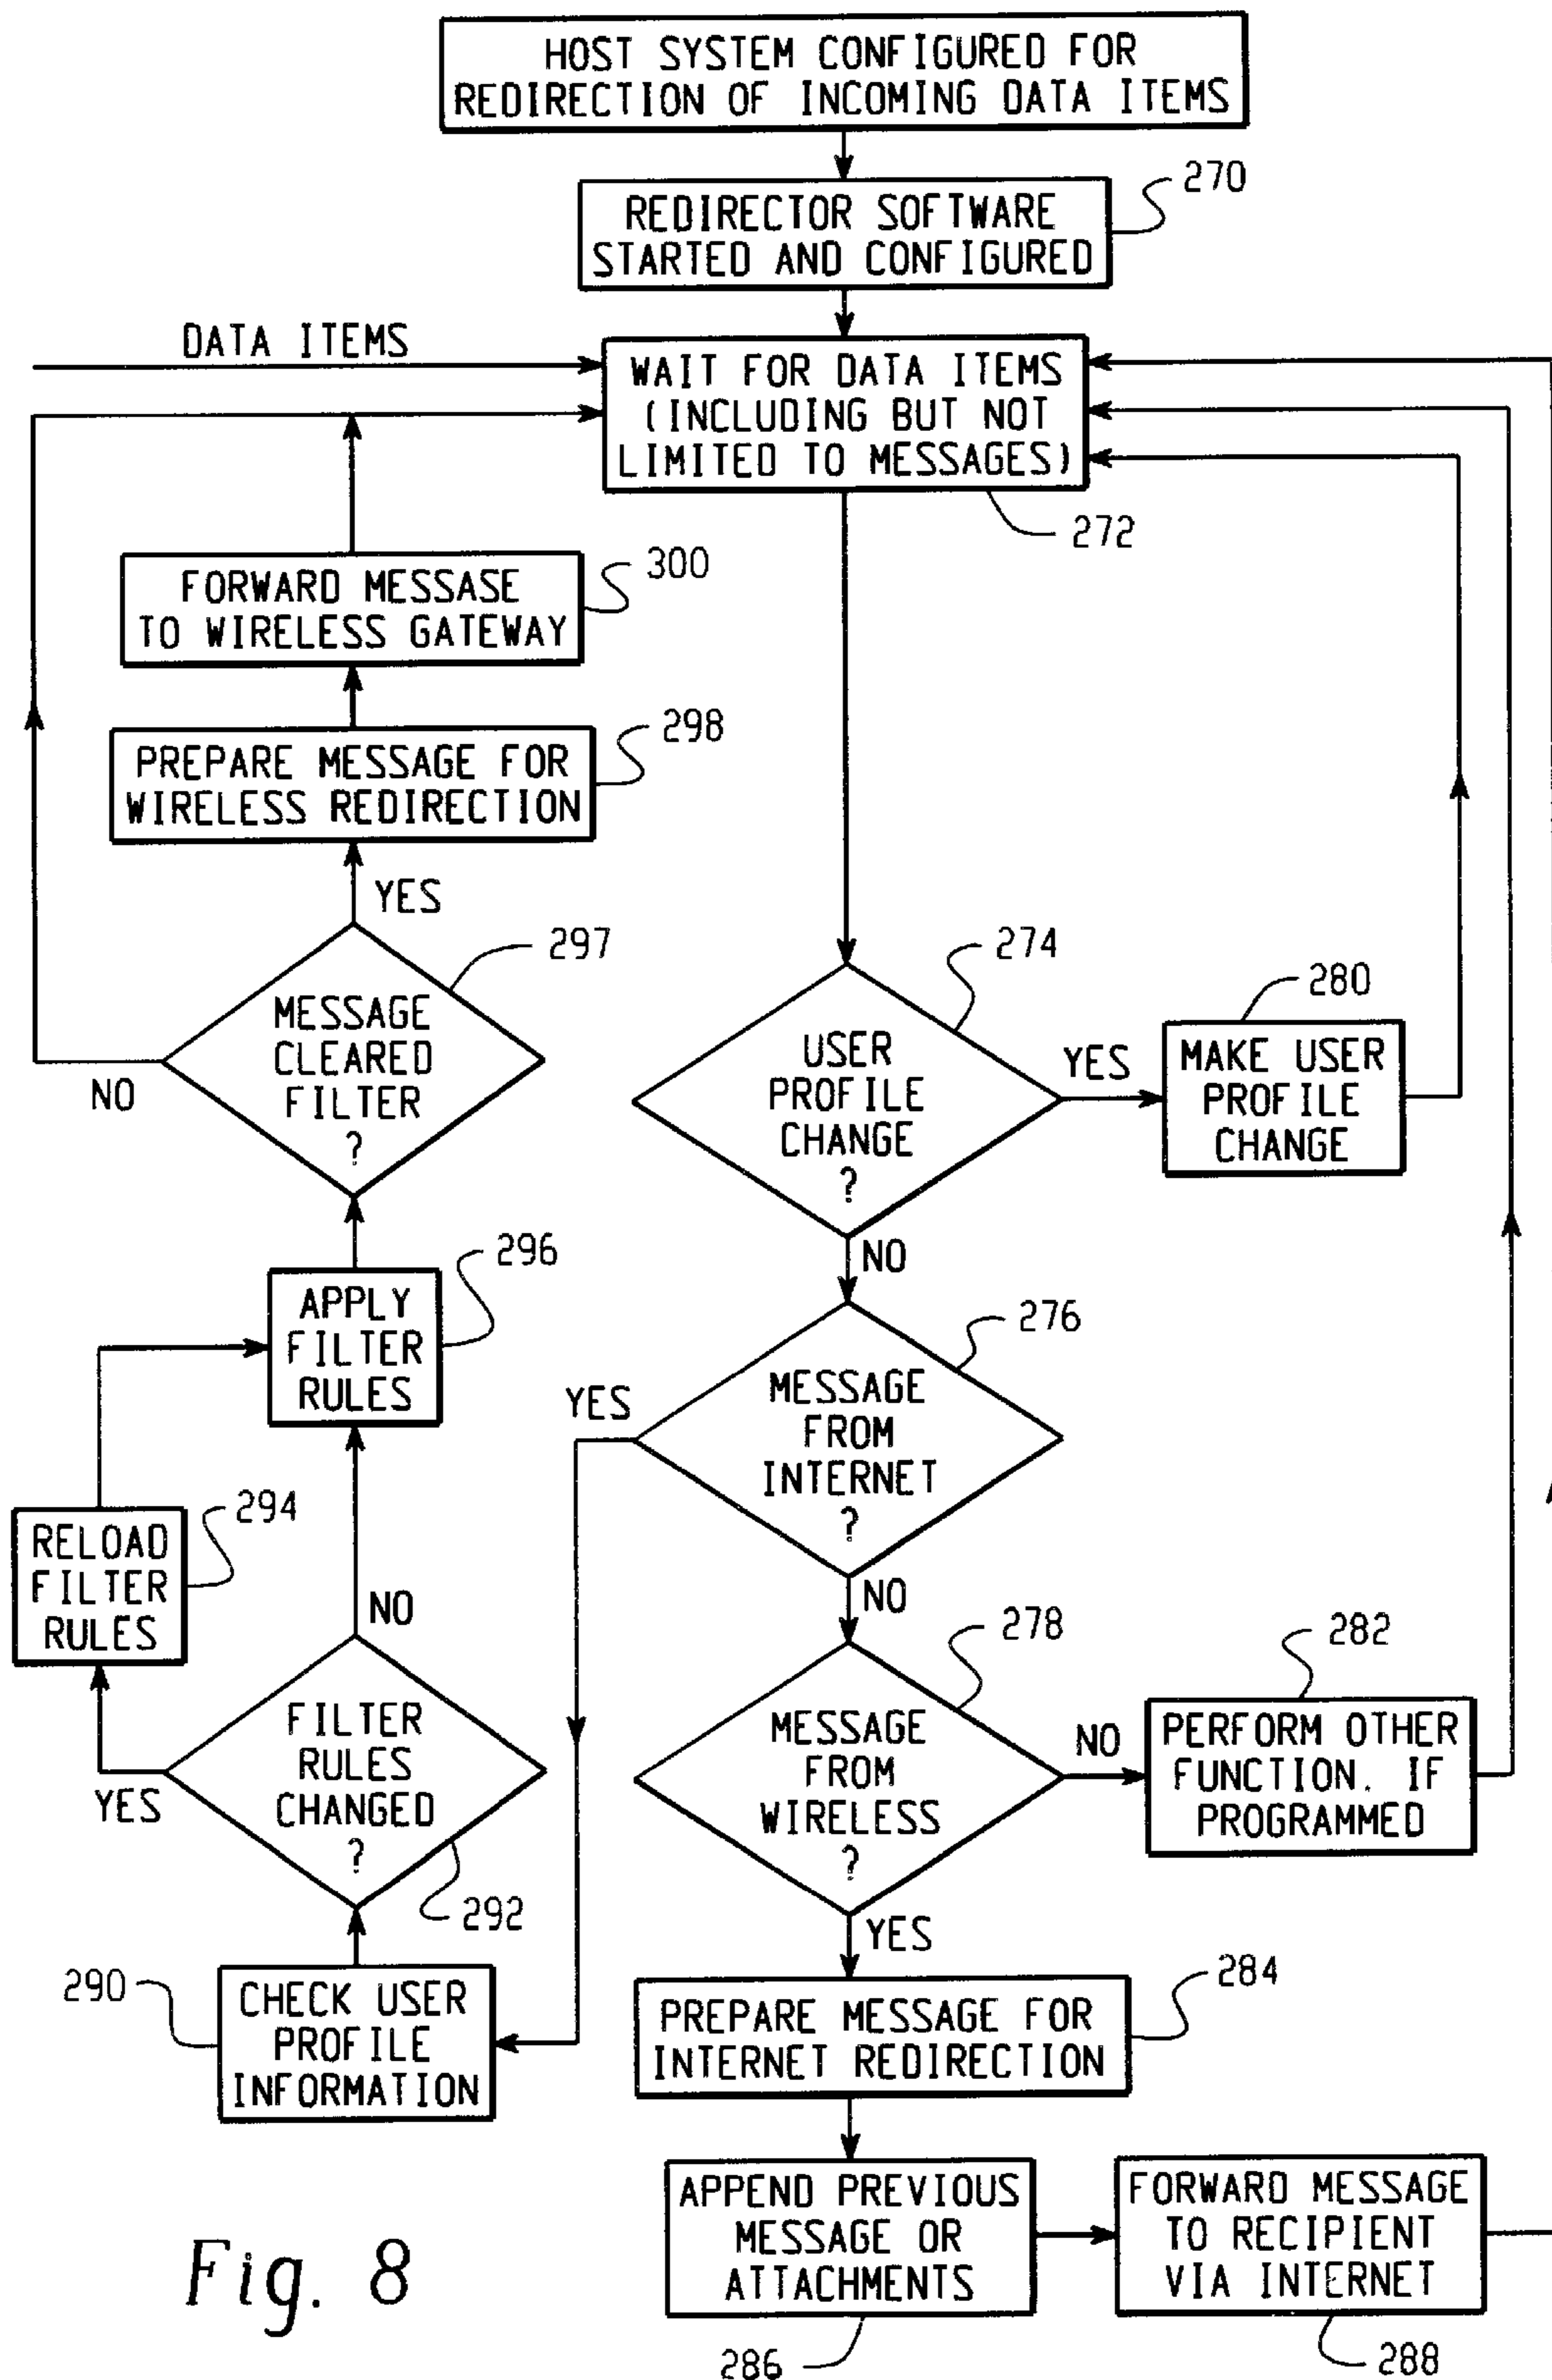 HOST SYSTEM CONFIGURED FOR
REDIRECTION OF INCOMING DATA ITEMS
270
REDIRECTOR SOFTWARE
STARTED AND CONFIGURED
DATA ITEMS
WAIT FOR DATA ITEMS
(INCLUDING BUT NOT
LIMITED TO MESSAGES)
272
FORWARD MESSASE
TO WIRELESS GATEWAY
300
PREPARE MESSAGE FOR
WIRELESS REDIRECTION
298
YES
297
MESSAGE
CLEARED
FILTER
?
NO
274
USER
PROFILE
CHANGE
?
YES
280
MAKE USER
PROFILE
CHANGE
NO
296
APPLY
FILTER
RULES
276
MESSAGE
FROM
INTERNET
?
YES
NO
294
RELOAD
FILTER
RULES
NO
278
MESSAGE
FROM
WIRELESS
?
NO
282
PERFORM OTHER
FUNCTION. IF
PROGRAMMED
FILTER
RULES
CHANGED
?
YES
292
YES
290
CHECK USER
PROFILE
INFORMATION
284
PREPARE MESSAGE FOR
INTERNET REDIRECTION
APPEND PREVIOUS
MESSAGE OR
ATTACHMENTS
286
FORWARD MESSAGE
TO RECIPIENT
VIA INTERNET
288
Fig. 8